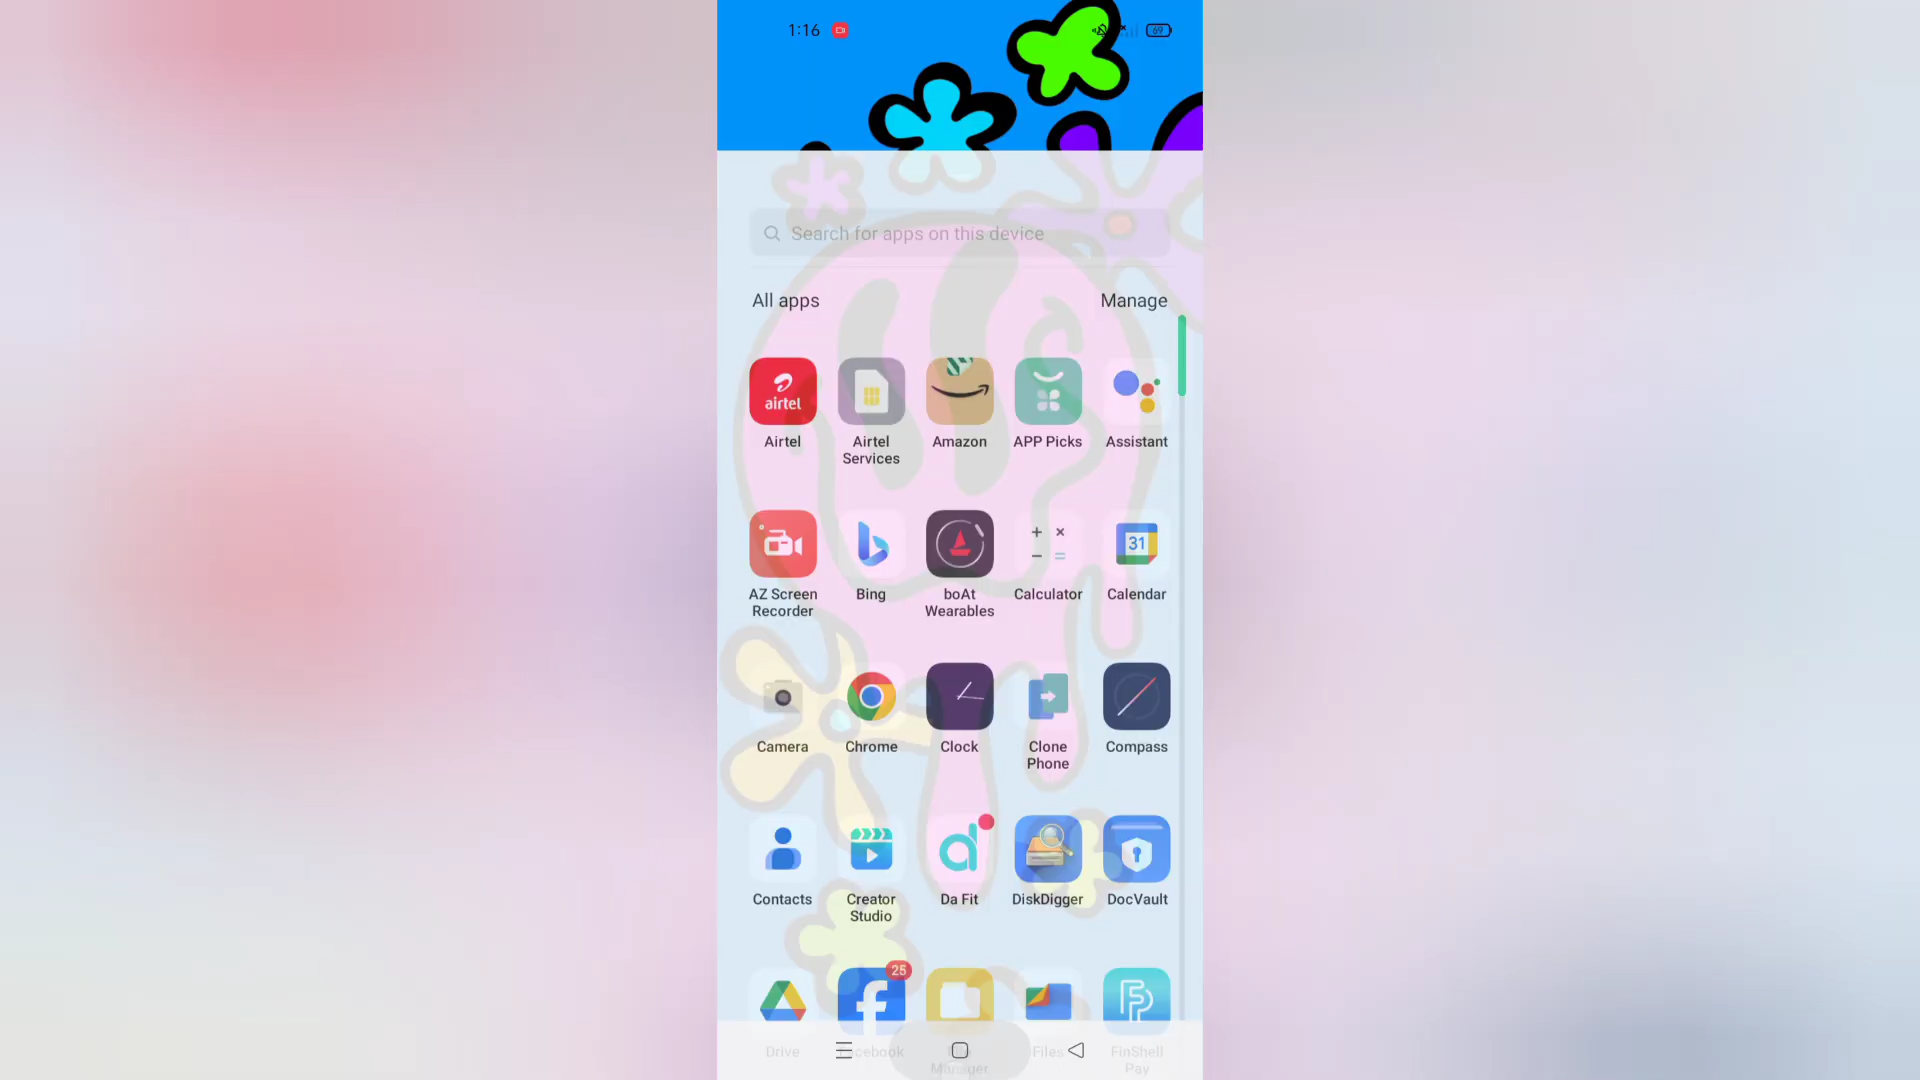 1:16
69
Search for apps on this device
All apps
Manage
airtel
Airtel
Airtel
Services
Amazon
APP Picks
Assistant
AZ Screen
Recorder
Bing
boAt
Wearables
Calculator
31
Calendar
Camera
Chrome
Clock
Clone
Phone
Compass
Contacts
Creator
Studio
Da Fit
DiskDigger
DocVault
25
Drive
Facebook
File
Manager
Files
FinShell
Pay